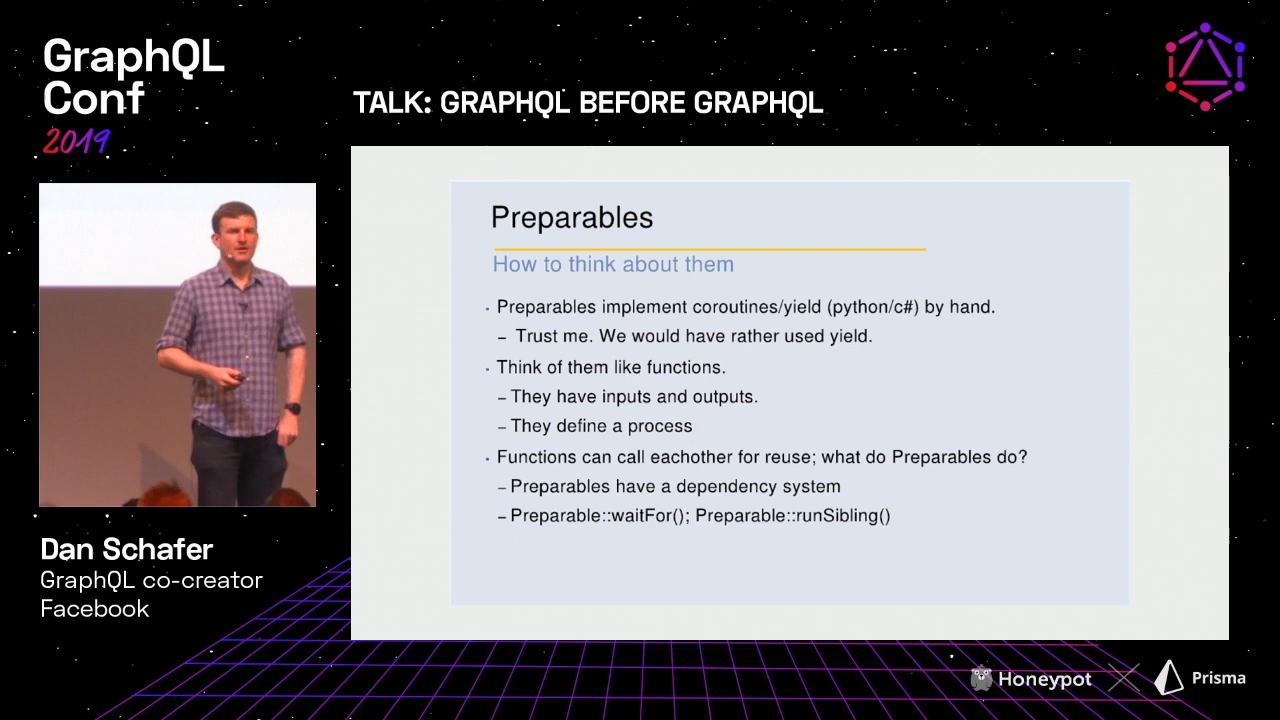 GraphQL
Conf
2019
TALK: GRAPHQL BEFORE GRAPHQL
Preparables
How to think about them
· Preparables implement coroutines/yield (python/c#) by hand.
– Trust me. We would have rather used yield.
· Think of them like functions.
– They have inputs and outputs.
– They define a process
· Functions can call eachother for reuse; what do Preparables do?
– Preparables have a dependency system
– Preparable::waitFor(); Preparable::runSibling()
Dan Schafer
GraphQL co-creator
Facebook
Honeypot
Prisma